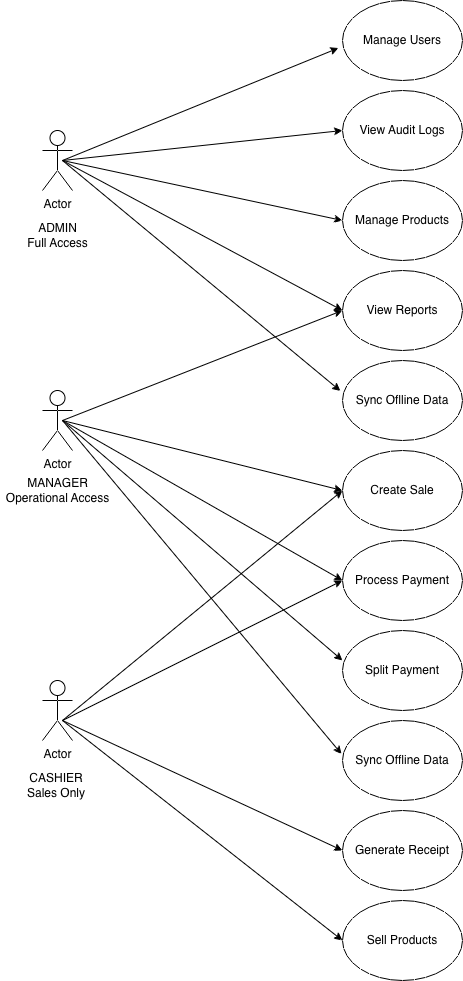 Manage Users
View Audit Logs
Actor
Manage Products
ADMIN
Full Access
View Reports
Sync Oflline Data
Actor
MANAGER
Operational Access
Create Sale
Process Payment
Split Payment
Actor
Sync Offline Data
CASHIER
Sales Only
Generate Receipt
Sell Products